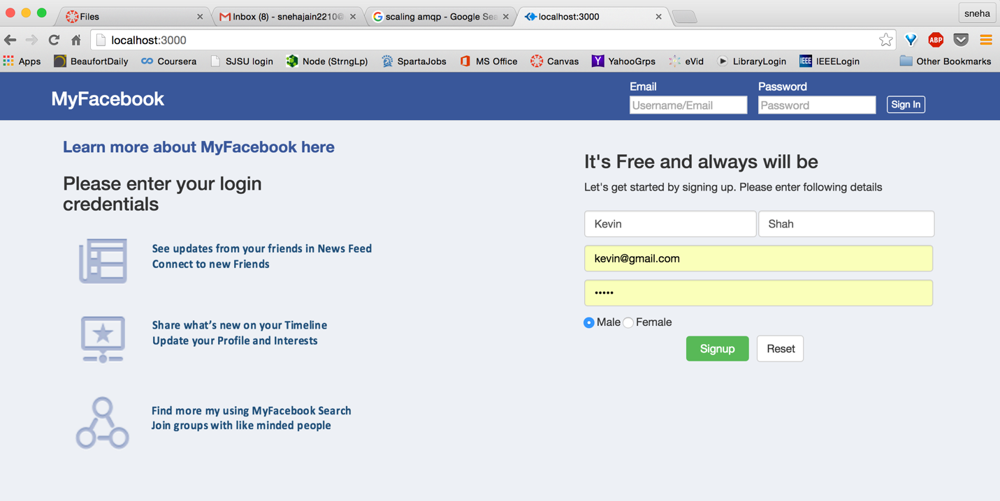 Files
Inbox (8) - snehajain2210@
scaling amqp - Google Sea
localhost:3000
sneha
localhost:3000
ABP
Apps
BeaufortDaily
Coursera
SJSU login
Node (StrngLp)
SpartaJobs
MS Office
Canvas
YahooGrps
eVid
LibraryLogin
IEEE IEEELogin
Other Bookmarks
MyFacebook
Email
Password
Username/Email
Password
Sign In
Learn more about MyFacebook here
Please enter your login
credentials
See updates from your friends in News Feed
Connect to new Friends
Share what’s new on your Timeline
Update your Profile and Interests
Find more my using MyFacebook Search
Join groups with like minded people
It's Free and always will be
Let's get started by signing up. Please enter following details
Kevin
Shah
kevin@gmail.com
•••••
Male Female
Signup
Reset